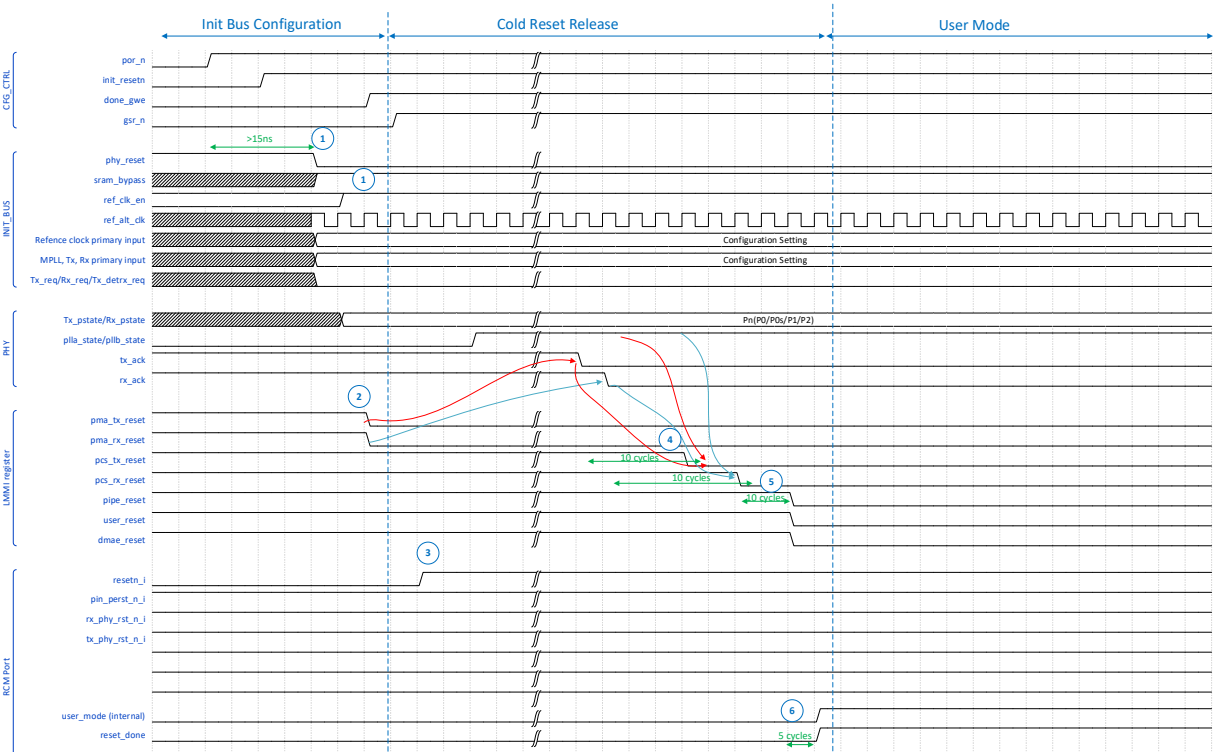 Init Bus Configuration
Cold Reset Release
User Mode
CFG_CTRL
por_n
init_resetn
done_gwe
gsr_n
>15ns
1
INIT_BUS
phy_reset
sram_bypass
1
ref_clk_en
ref_alt_clk
Refence clock primary input
Configuration Setting
MPLL, Tx, Rx primary input
Configuration Setting
Tx_req/Rx_req/Tx_detrx_req
PHY
Tx_pstate/Rx_pstate
Pn(P0/P0s/P1/P2)
plla_state/pllb_state
tx_ack
rx_ack
2
LMMI register
pma_tx_reset
pma_rx_reset
4
pcs_tx_reset
10 cycles
pcs_rx_reset
10 cycles
5
pipe_reset
10 cycles
user_reset
dmae_reset
3
RCM Port
resetn_i
pin_perst_n_i
rx_phy_rst_n_i
tx_phy_rst_n_i
user_mode (internal)
6
reset_done
5 cycles